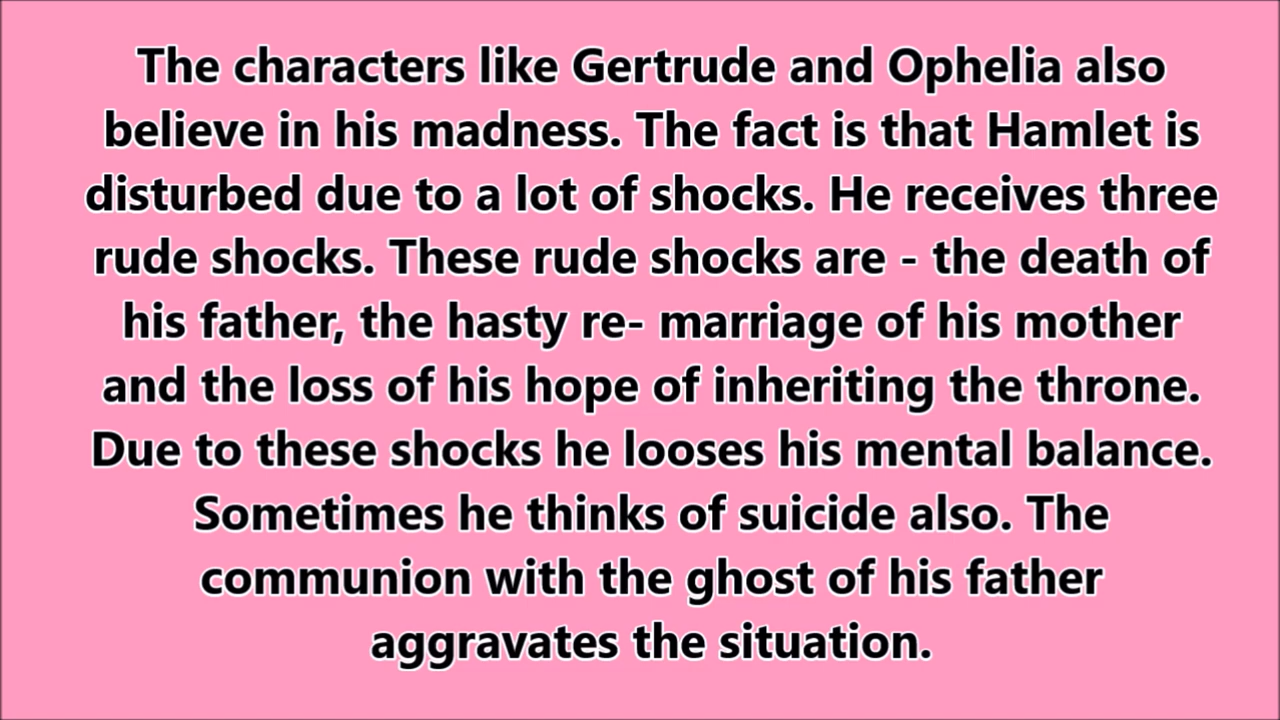 The characters like Gertrude and Ophelia also
believe in his madness. The fact is that Hamlet is
disturbed due to a lot of shocks. He receives three
rude shocks. These rude shocks are - the death of
his father, the hasty re- marriage of his mother
and the loss of his hope of inheriting the throne.
Due to these shocks he looses his mental balance.
Sometimes he thinks of suicide also. The
communion with the ghost of his father
aggravates the situation.